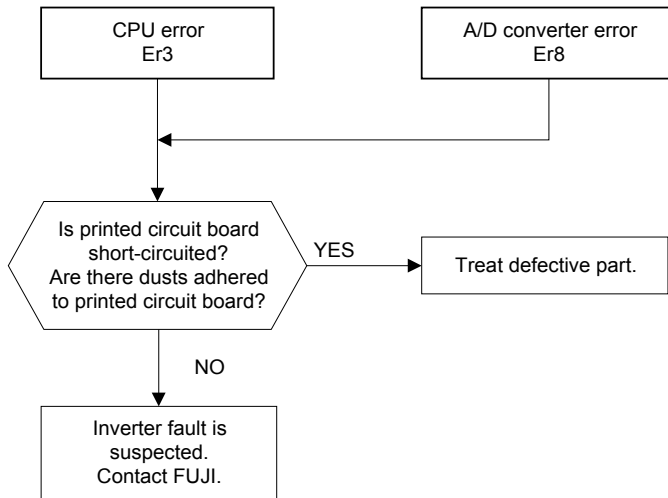 CPU error
Er3
A/D converter error
Er8
Is printed circuit board
short-circuited?
Are there dusts adhered
to printed circuit board?
YES
Treat defective part.
NO
Inverter fault is
suspected.
Contact FUJI.